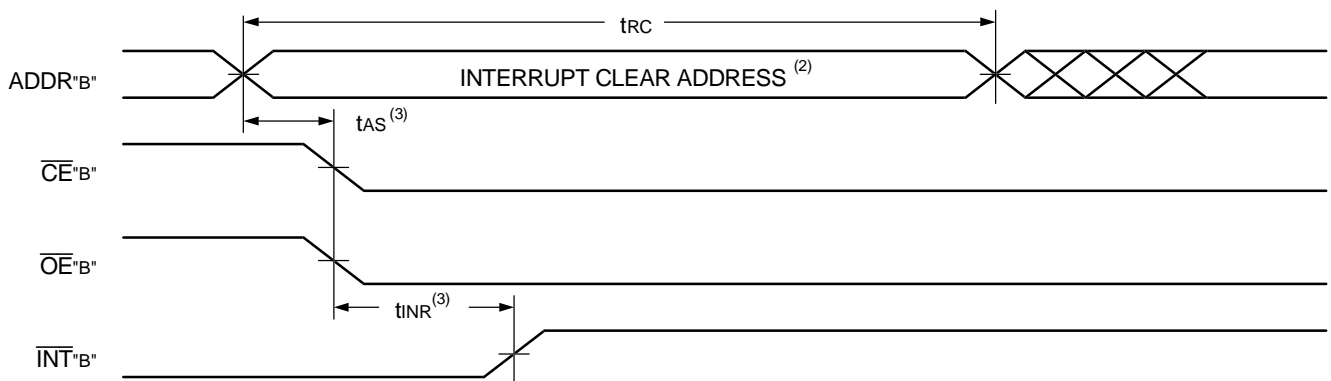 tRC
ADDR"B"
INTERRUPT CLEAR ADDRESS (2)
tAS(3)
CE"B"
OE"B"
tINR(3)
INT"B"